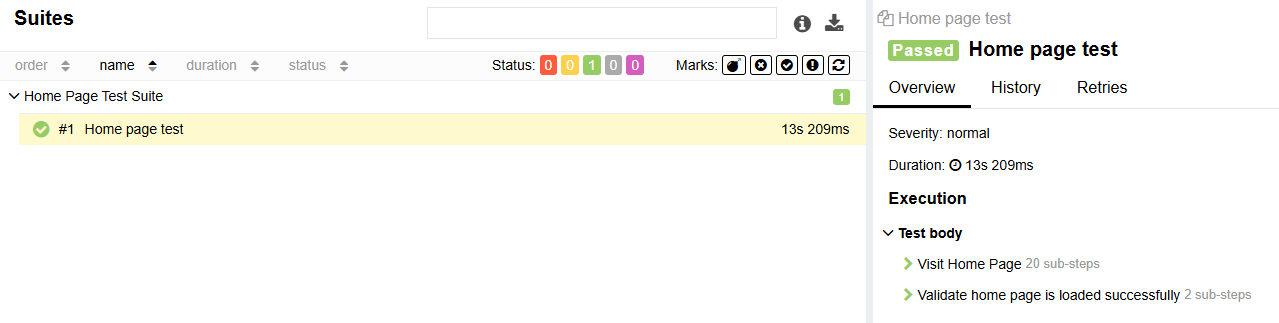 Suites
order name duration status Status: 0 0 1 0 0 Marks:
Home Page Test Suite 1
#1 Home page test 13s 209ms
Home page test
Passed Home page test
Overview History Retries
Severity: normal
Duration: 13s 209ms
Execution
Test body
Visit Home Page 20 sub-steps
Validate home page is loaded successfully 2 sub-steps